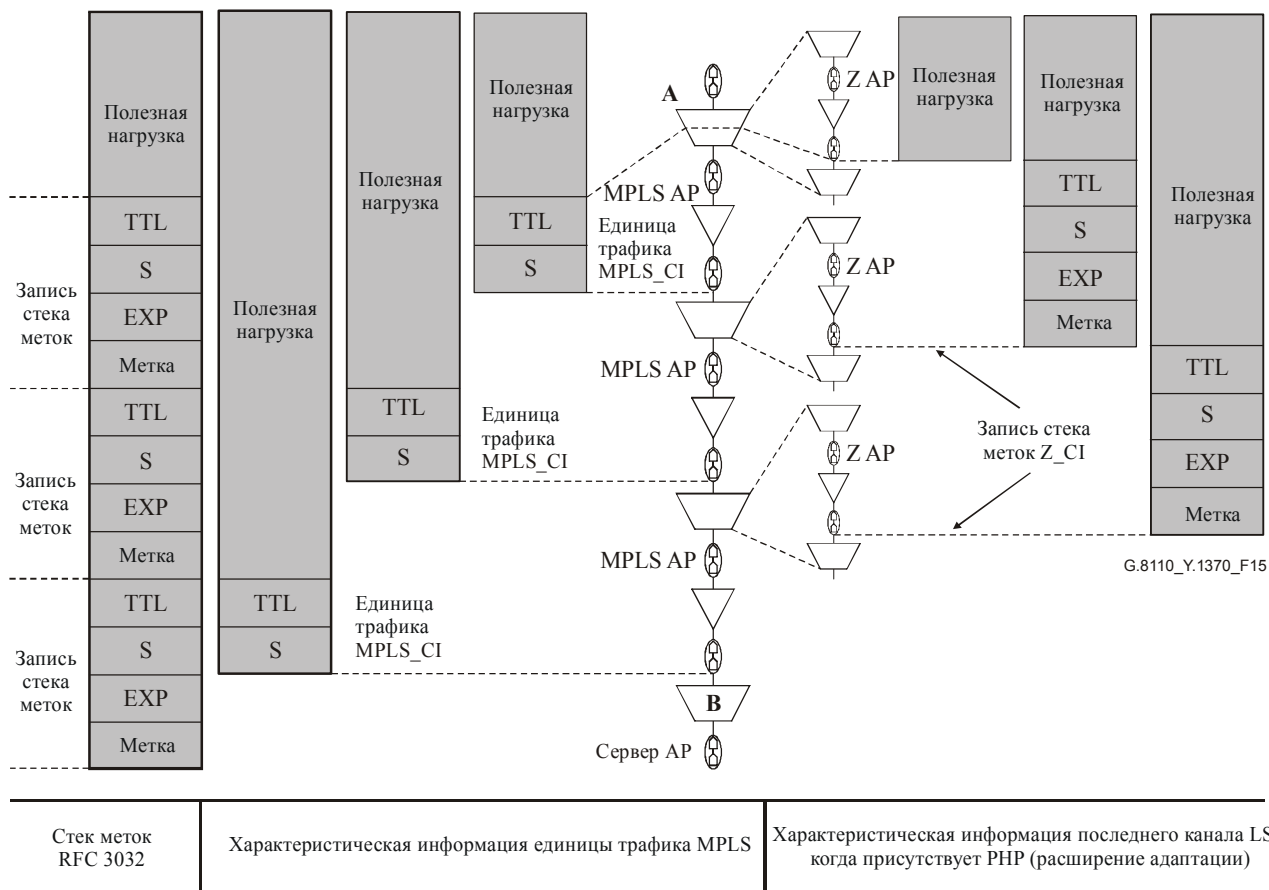 Полезная
нагрузка
TTL
S
EXP
Метка
TTL
S
EXP
Метка
TTL
S
EXP
Метка
Запись
стека
меток
Запись
стека
меток
Запись
стека
меток
Полезная
нагрузка
TTL
S
Полезная
нагрузка
TTL
S
Полезная
нагрузка
TTL
S
Единица
трафика
MPLS_CI
Единица
трафика
MPLS_CI
Единица
трафика
MPLS_CI
A
MPLS AP
MPLS AP
MPLS AP
B
Сервер AP
Z AP
Z AP
Z AP
Полезная
нагрузка
Полезная
нагрузка
TTL
S
EXP
Метка
Полезная
нагрузка
TTL
S
EXP
Метка
Запись стека
меток Z_CI
G.8110_Y.1370_F15
Стек меток
RFC 3032
Характеристическая информация единицы трафика MPLS
Характеристическая информация последнего канала LS
когда присутствует PHP (расширение адаптации)